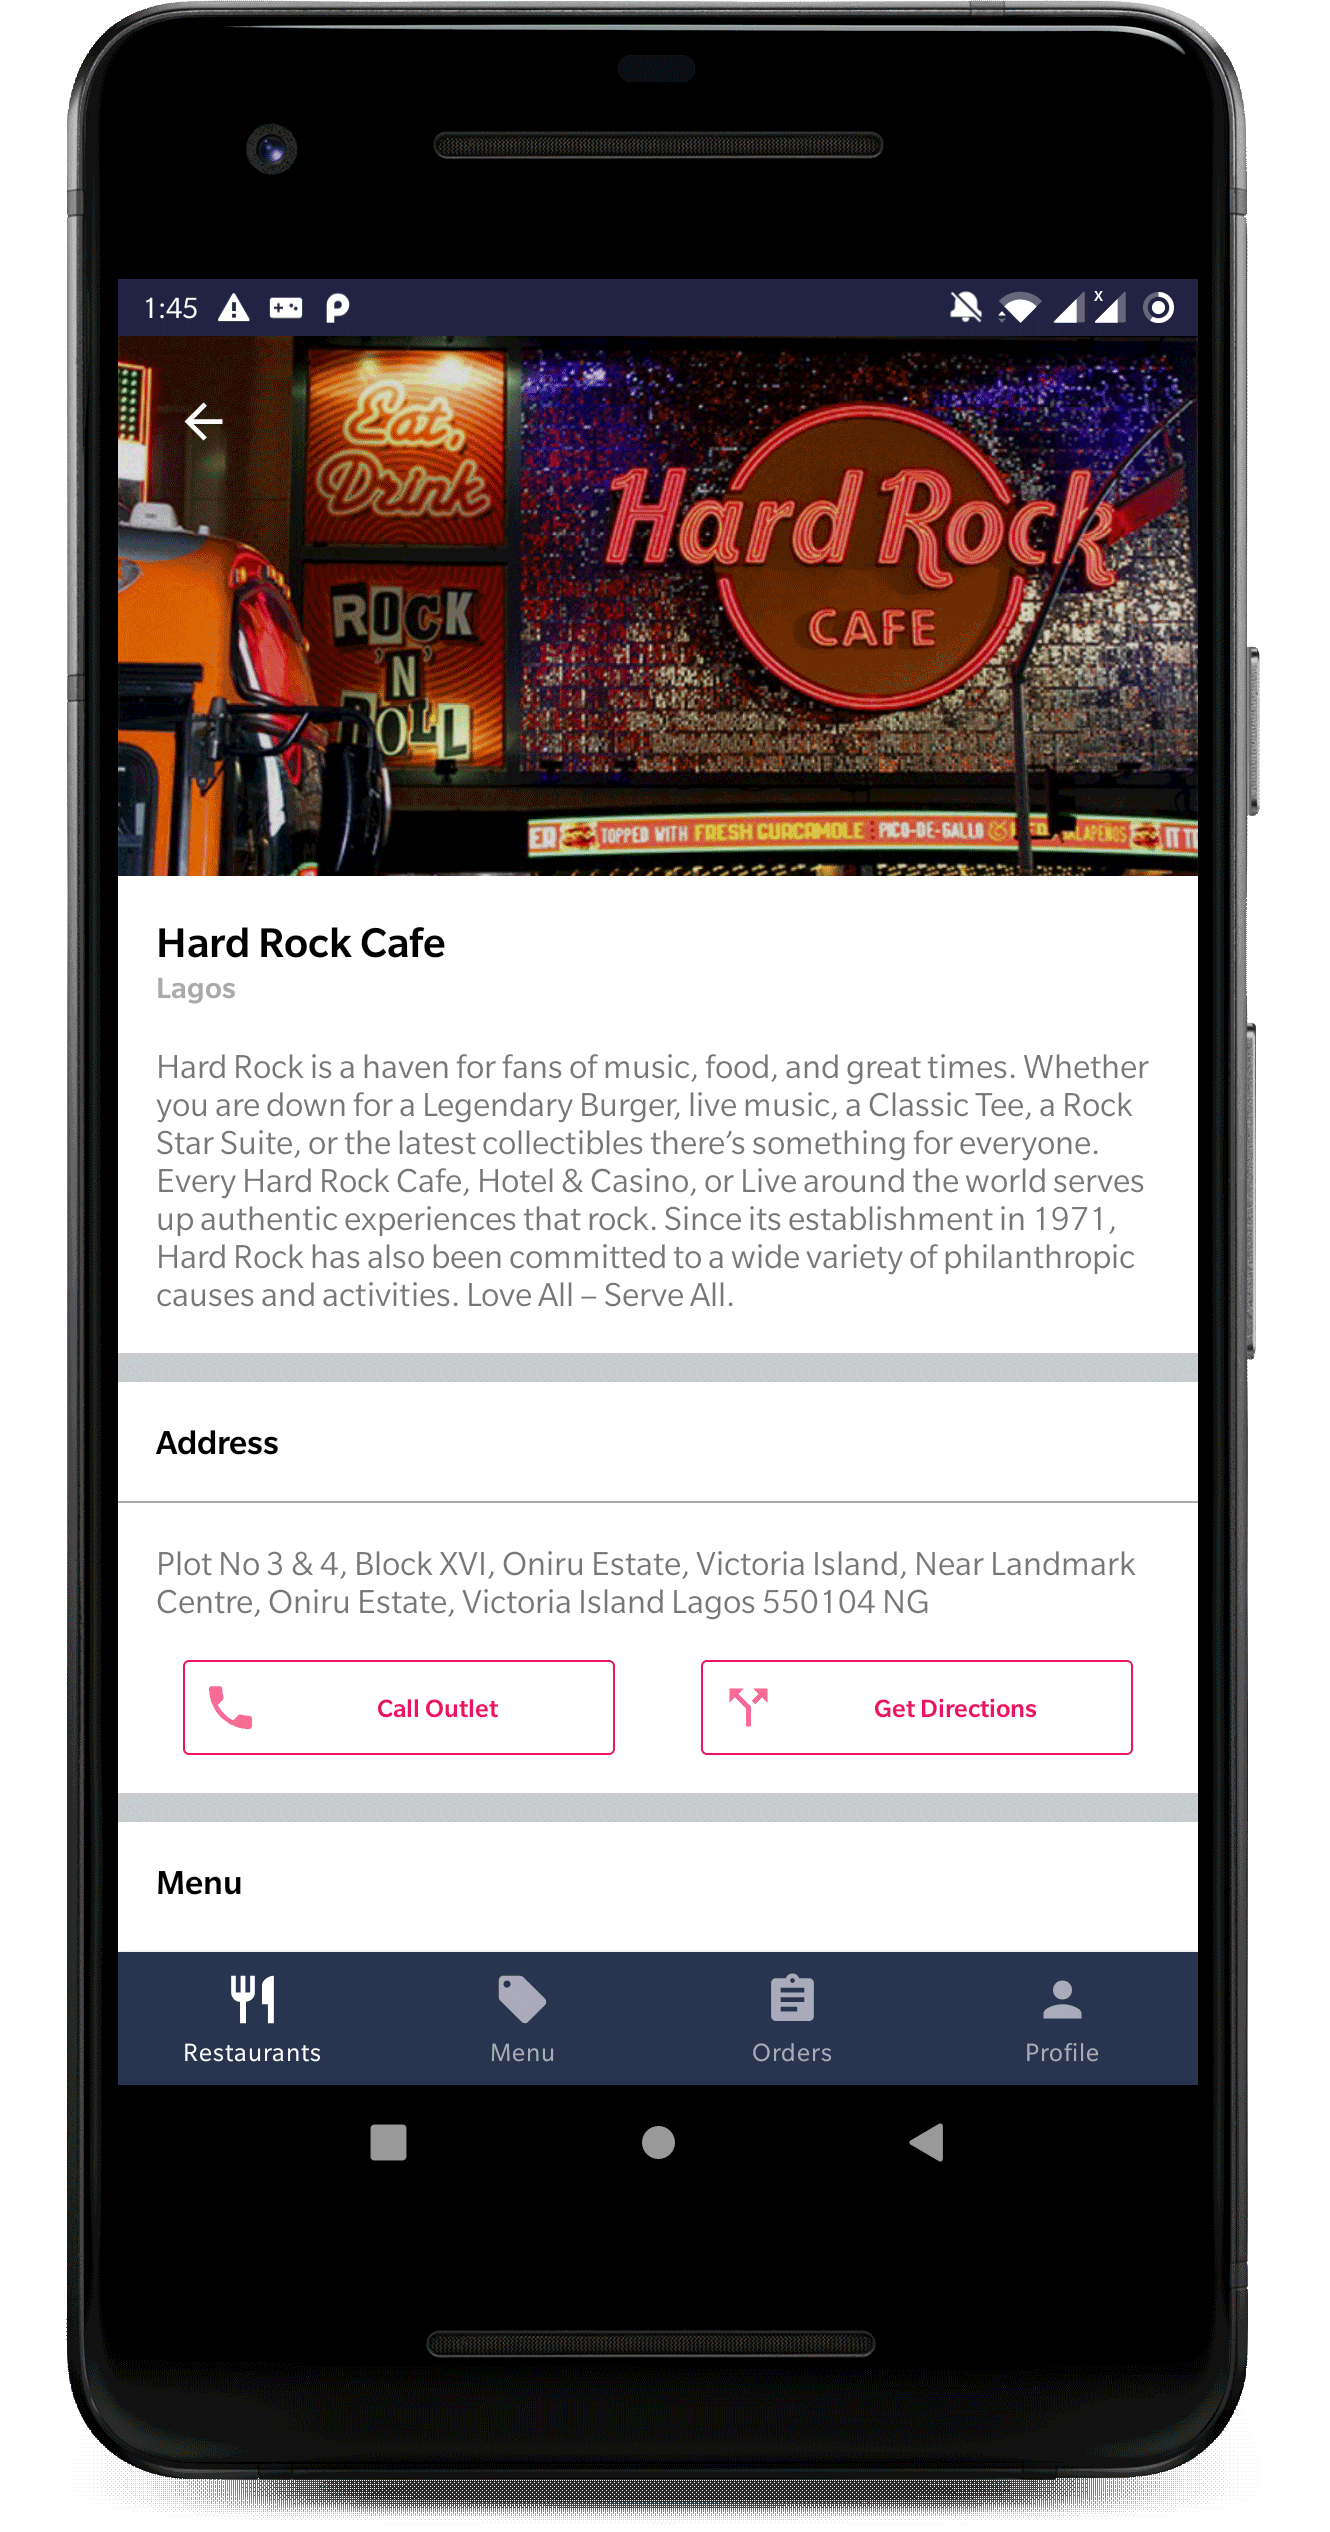 1:45
X
Eat,
Drink
Hard Rock
CAFE
ROCK
'N'
ROLL
ER TOPPED WITH FRESH GUACAMOLE PICO-DE-GALLO JALAPENOS IT
Hard Rock Cafe
Lagos
Hard Rock is a haven for fans of music, food, and great times. Whether
you are down for a Legendary Burger, live music, a Classic Tee, a Rock
Star Suite, or the latest collectibles there’s something for everyone.
Every Hard Rock Cafe, Hotel & Casino, or Live around the world serves
up authentic experiences that rock. Since its establishment in 1971,
Hard Rock has also been committed to a wide variety of philanthropic
causes and activities. Love All – Serve All.
Address
Plot No 3 & 4, Block XVI, Oniru Estate, Victoria Island, Near Landmark
Centre, Oniru Estate, Victoria Island Lagos 550104 NG
Call Outlet
Get Directions
Menu
Restaurants
Menu
Orders
Profile